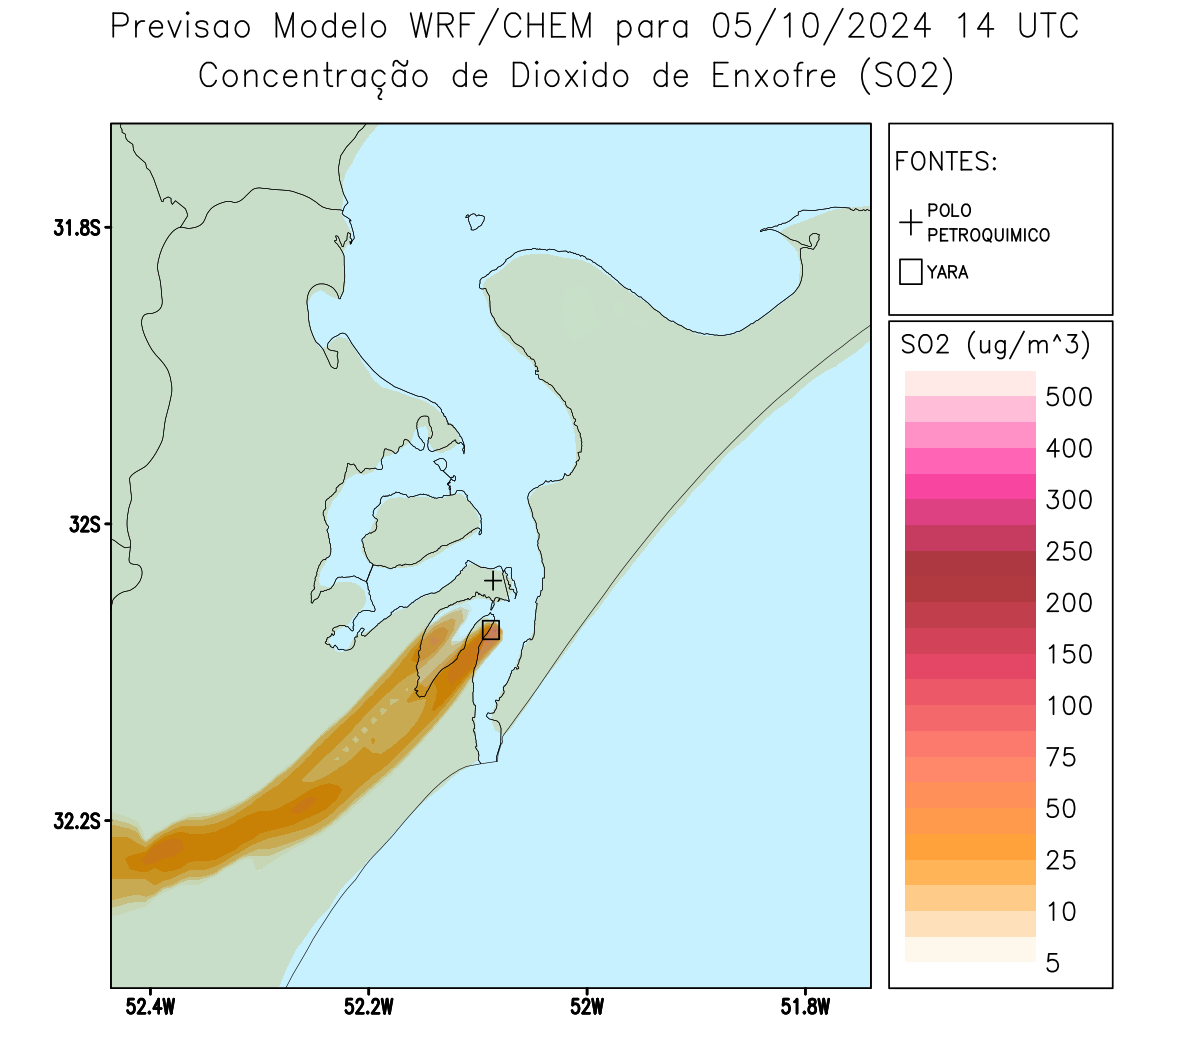 Previsao Modelo WRF/CHEM para 05/10/2024 14 UTC
Concentração de Dioxido de Enxofre (SO2)
FONTES:
POLO
PETROQUIMICO
YARA
31.8S
32S
32.2S
52.4W
52.2W
52W
51.8W
SO2 (ug/m^3)
500
400
300
250
200
150
100
75
50
25
10
5